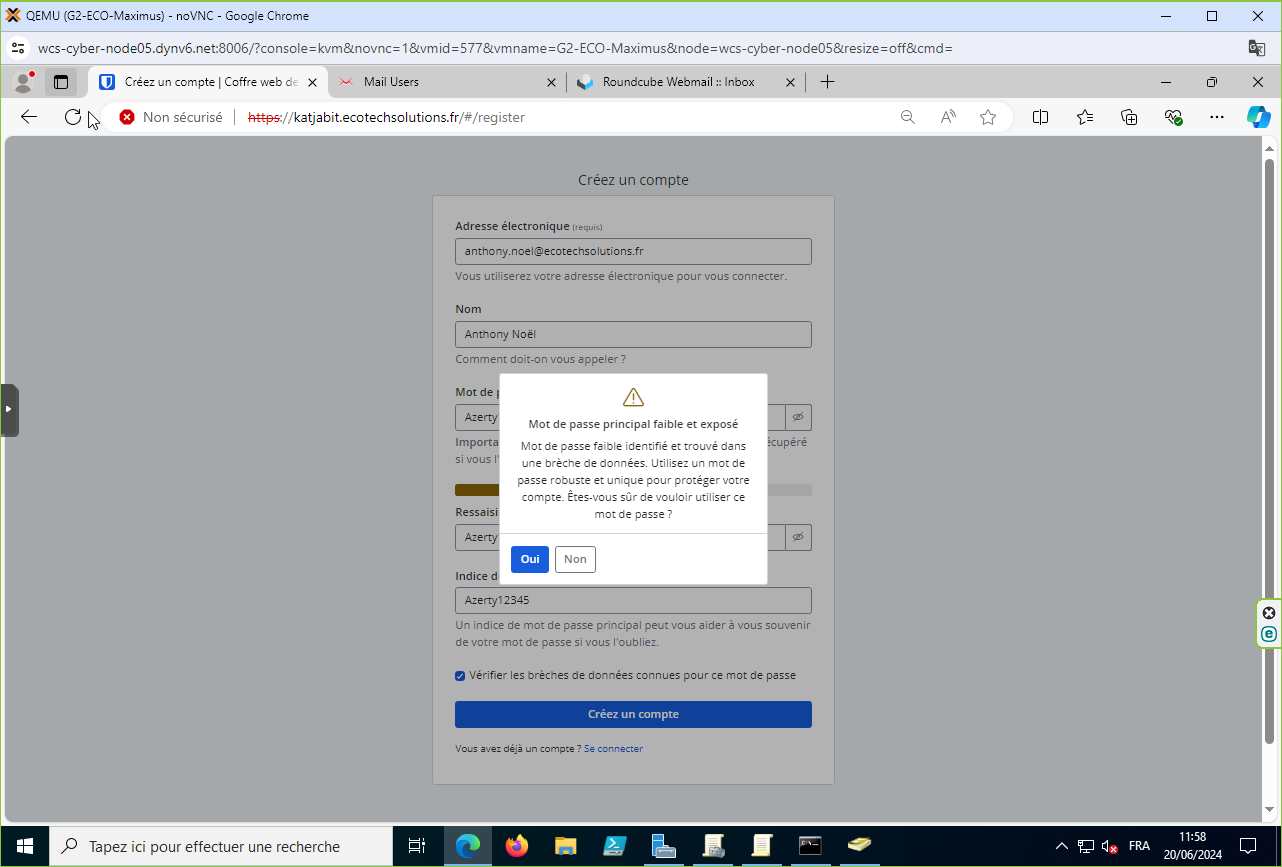 QEMU (G2-ECO-Maximus) - noVNC - Google Chrome
wcs-cyber-node05.dynv6.net:8006/?console=kvm&novnc=1&vmid=577&vmname=G2-ECO-Maximus&node=wcs-cyber-node05&resize=off&cmd=
Créez un compte | Coffre web de
Mail Users
Roundcube Webmail :: Inbox
Non sécurisé
https://katjabit.ecotechsolutions.fr/#/register
Créez un compte
Adresse électronique (requis)
anthony.noel@ecotechsolutions.fr
Vous utiliserez votre adresse électronique pour vous connecter.
Nom
Anthony Noël
Comment doit-on vous appeler ?
Mot de p
Azerty
Importa
écupéré
si vous l'
Mot de passe principal faible et exposé
Mot de passe faible identifié et trouvé dans
une brèche de données. Utilisez un mot de
passe robuste et unique pour protéger votre
compte. Êtes-vous sûr de vouloir utiliser ce
mot de passe ?
Oui
Non
Ressaisi
Azerty
Indice d
Azerty12345
Un indice de mot de passe principal peut vous aider à vous souvenir
de votre mot de passe si vous l'oubliez.
Vérifier les brèches de données connues pour ce mot de passe
Créez un compte
Vous avez déjà un compte ? Se connecter
Tapez ici pour effectuer une recherche
FRA
11:58
20/06/2024